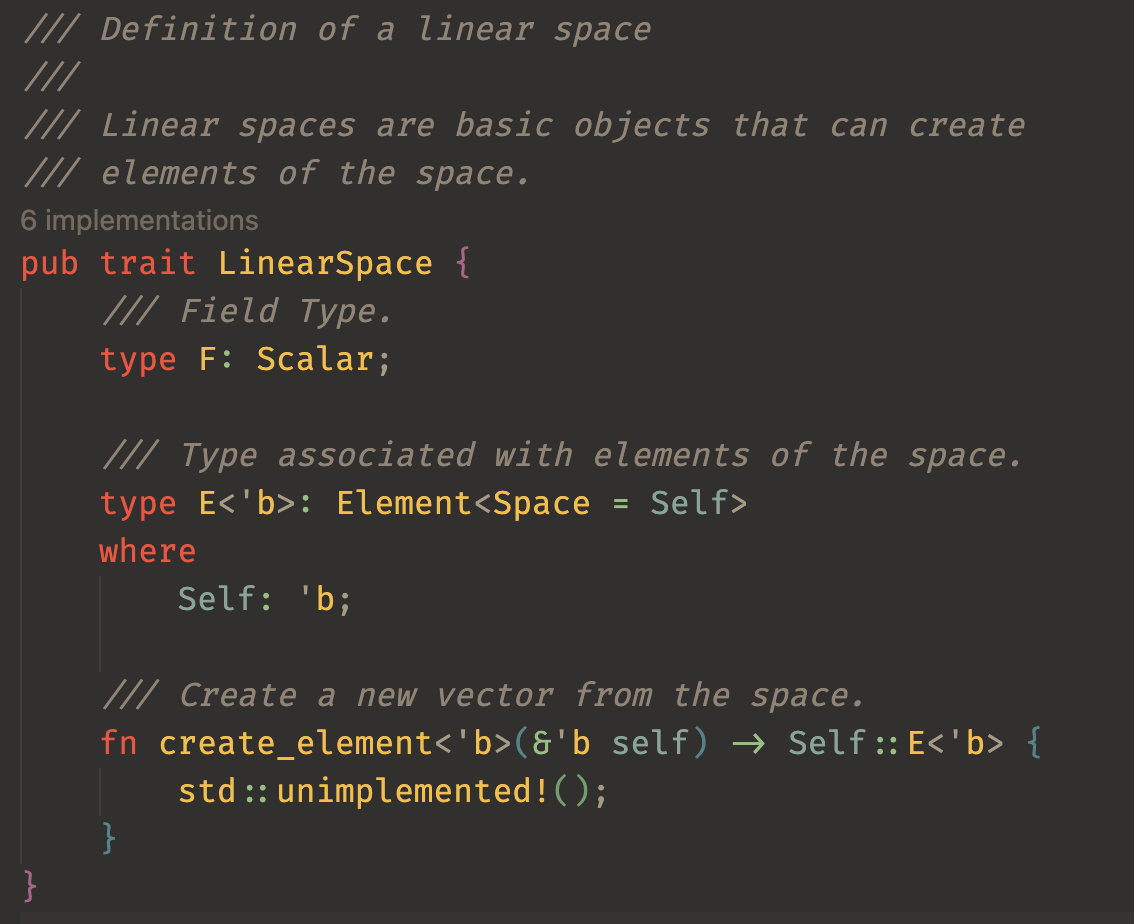 /// Definition of a linear space
///
/// Linear spaces are basic objects that can create
/// elements of the space.
6 implementations
pub trait LinearSpace {
    /// Field Type.
    type F: Scalar;

    /// Type associated with elements of the space.
    type E<'b>: Element<Space = Self>
    where
        Self: 'b;

    /// Create a new vector from the space.
    fn create_element<'b>(&'b self) -> Self::E<'b> {
        std::unimplemented!();
    }
}